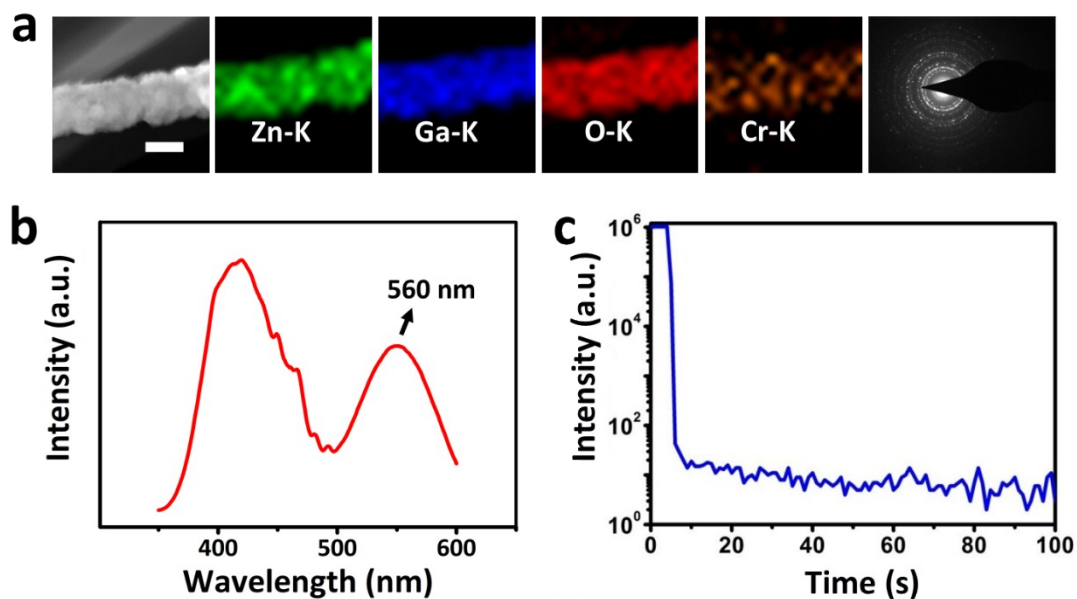 a
Zn-K
Ga-K
O-K
Cr-K
b
Intensity (a.u.)
560 nm
400
500
600
Wavelength (nm)
c
Intensity (a.u.)
10⁶
10⁴
10²
10⁰
0
20
40
60
80
100
Time (s)